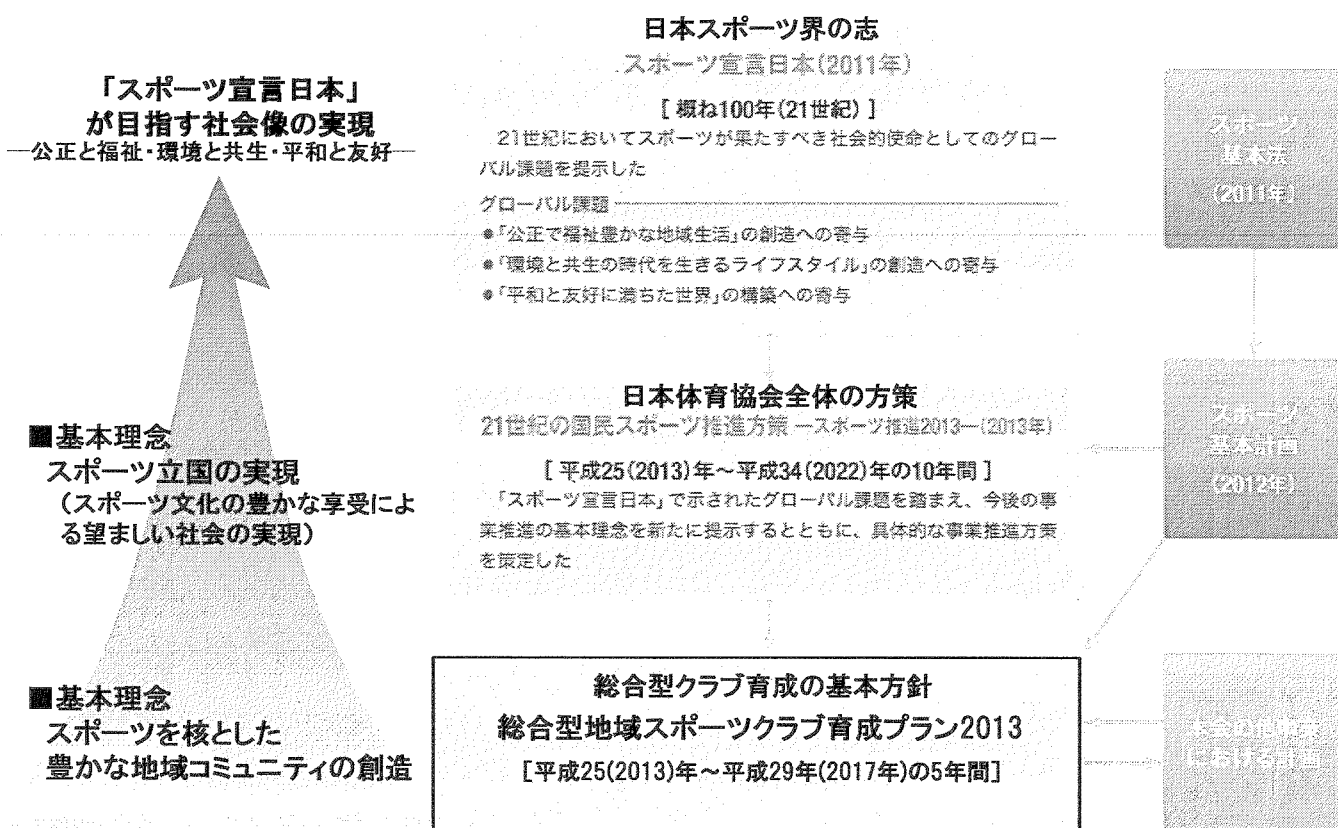 「スポーツ宣言日本」
が目指す社会像の実現
―公正と福祉・環境と共生・平和と友好―
■基本理念
スポーツ立国の実現
(スポーツ文化の豊かな享受によ
る望ましい社会の実現)
■基本理念
スポーツを核とした
豊かな地域コミュニティの創造
日本スポーツ界の志
スポーツ宣言日本(2011年)
[ 概ね100年(21世紀) ]
21世紀においてスポーツが果たすべき社会的使命としてのグロー
バル課題を提示した
グローバル課題
●「公正で福祉豊かな地域生活」の創造への寄与
●「環境と共生の時代を生きるライフスタイル」の創造への寄与
●「平和と友好に満ちた世界」の構築への寄与
日本体育協会全体の方策
21世紀の国民スポーツ推進方策 ―スポーツ推進2013―(2013年)
[ 平成25(2013)年～平成34(2022)年の10年間 ]
「スポーツ宣言日本」で示されたグローバル課題を踏まえ、今後の事
業推進の基本理念を新たに提示するとともに、具体的な事業推進方策
を策定した
総合型クラブ育成の基本方針
総合型地域スポーツクラブ育成プラン2013
[平成25(2013)年～平成29年(2017年)の5年間]
スポーツ
基本法
(2011年)
スポーツ
基本計画
(2012年)
本会の他事業
における計画